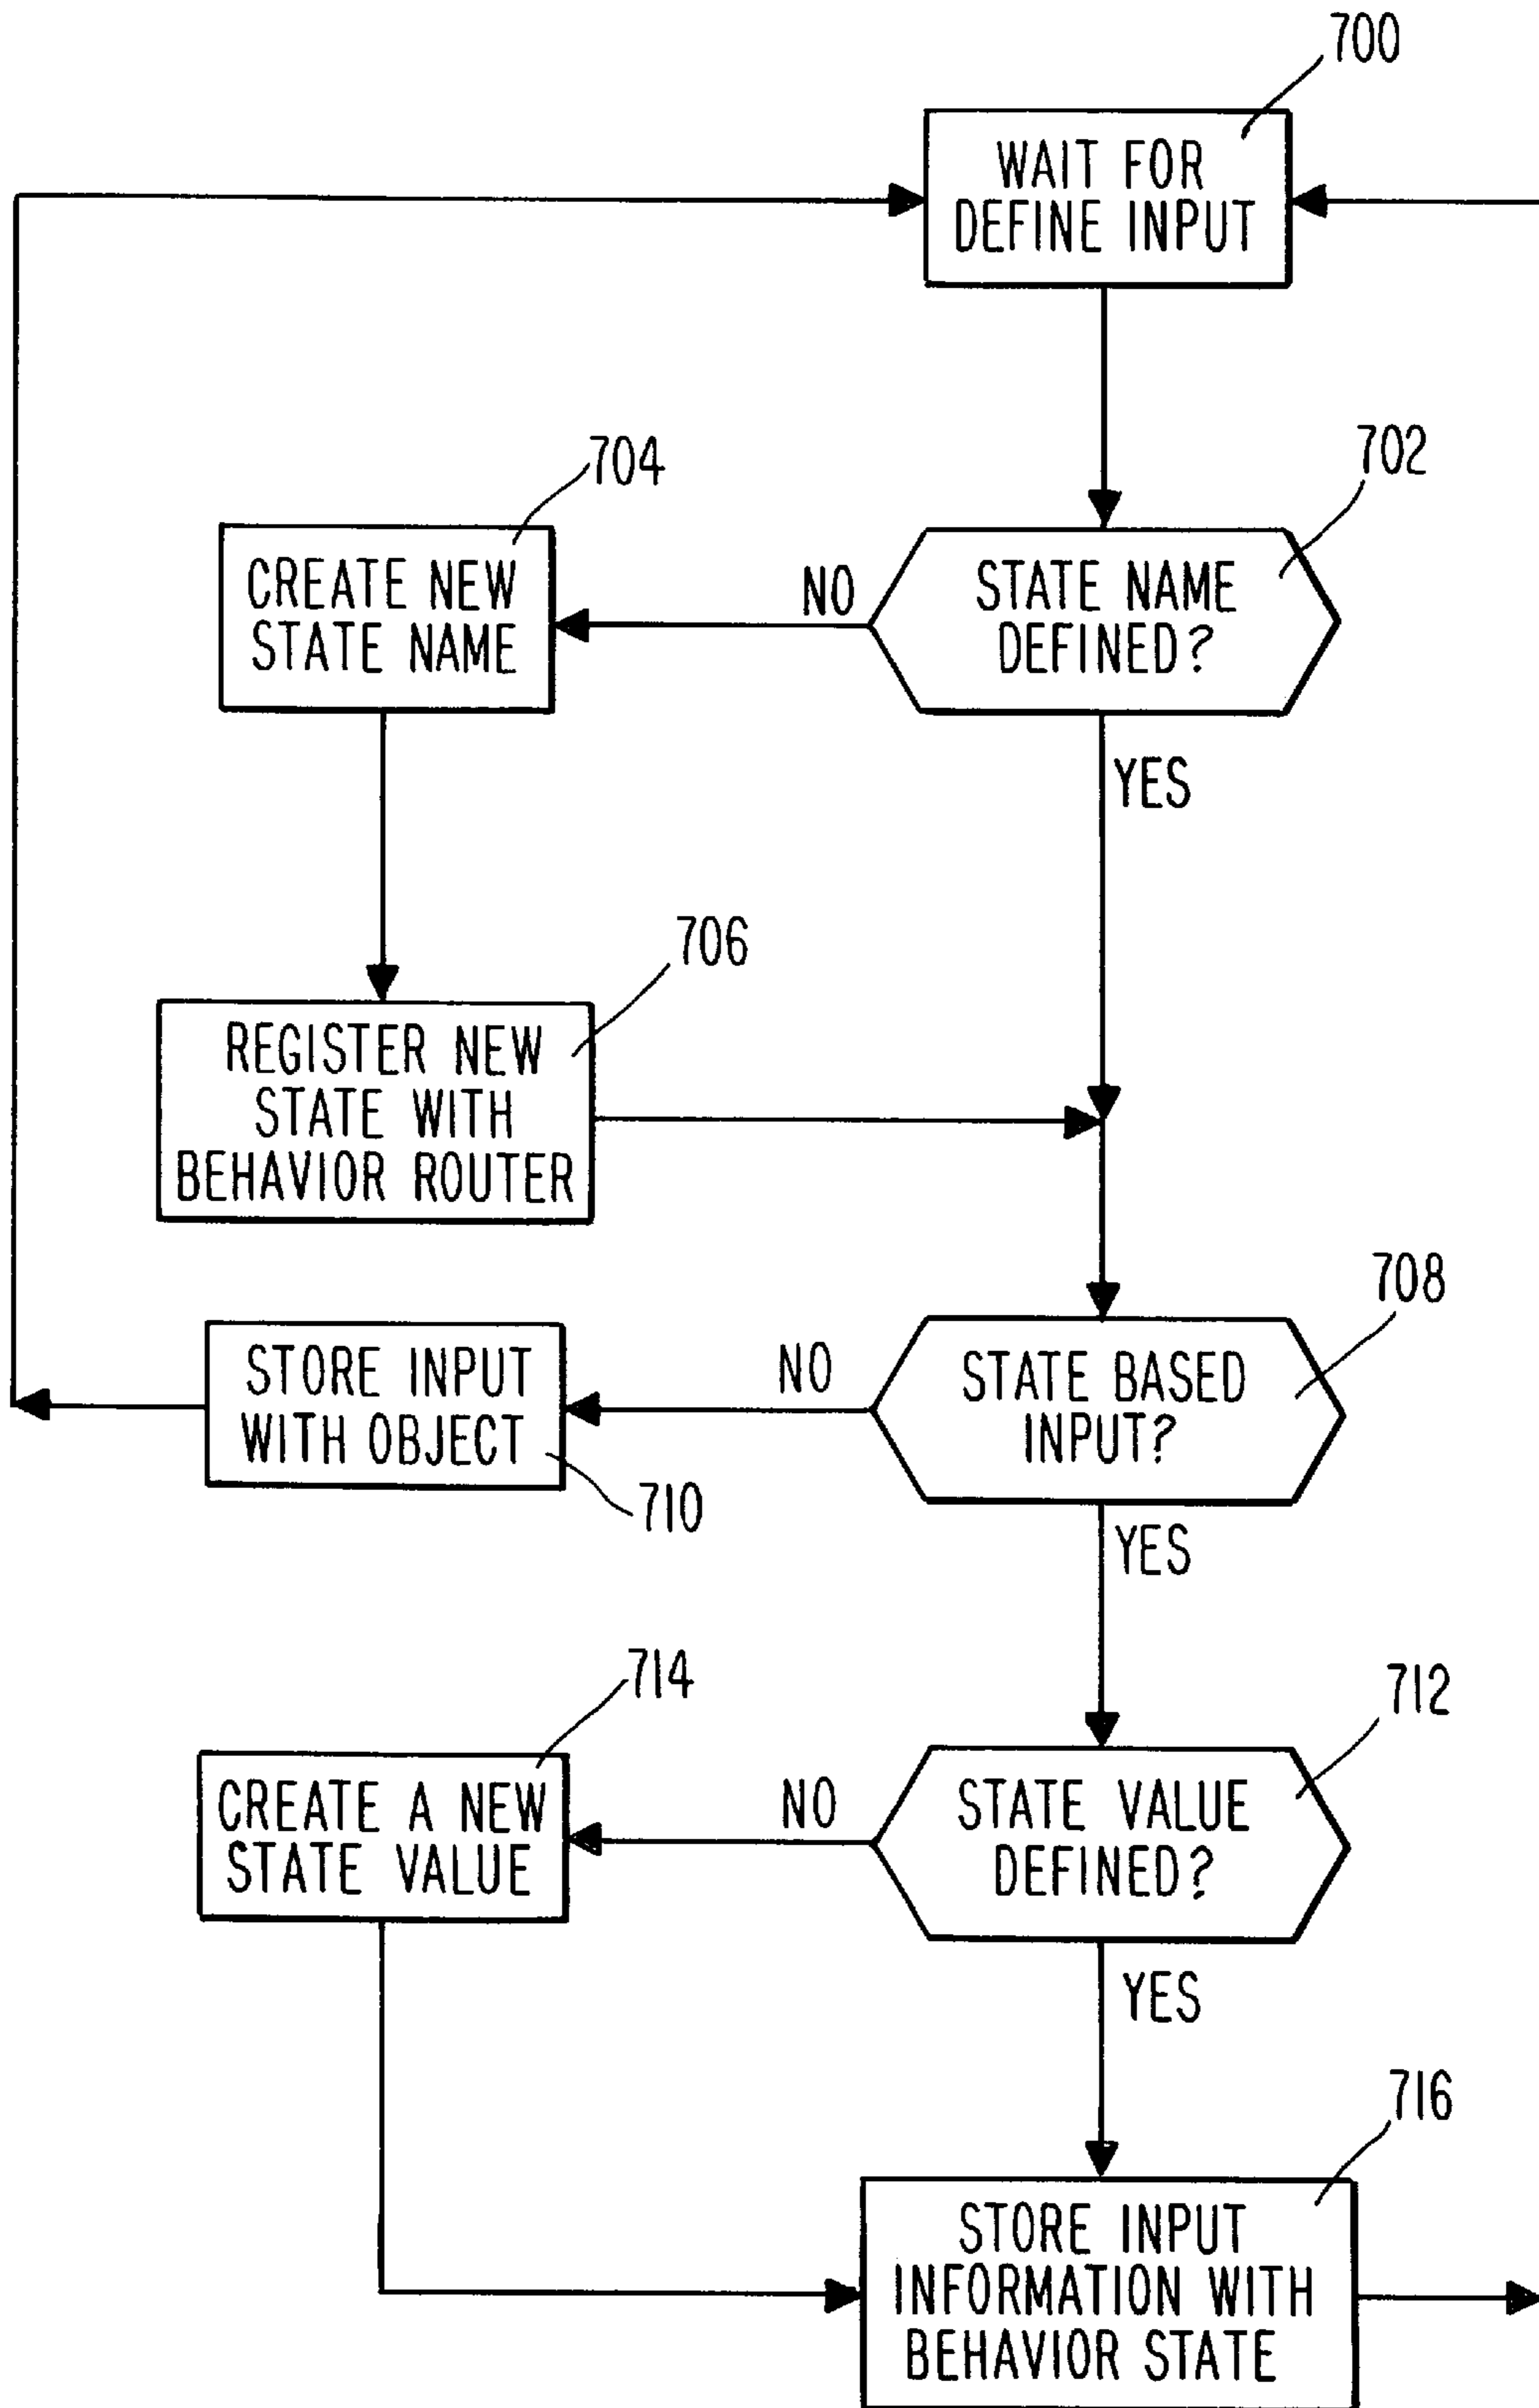 700
WAIT FOR
DEFINE INPUT
702
704
STATE NAME
DEFINED?
NO
CREATE NEW
STATE NAME
YES
706
REGISTER NEW
STATE WITH
BEHAVIOR ROUTER
708
STATE BASED
INPUT?
NO
STORE INPUT
WITH OBJECT
710
YES
712
714
STATE VALUE
DEFINED?
NO
CREATE A NEW
STATE VALUE
YES
716
STORE INPUT
INFORMATION WITH
BEHAVIOR STATE